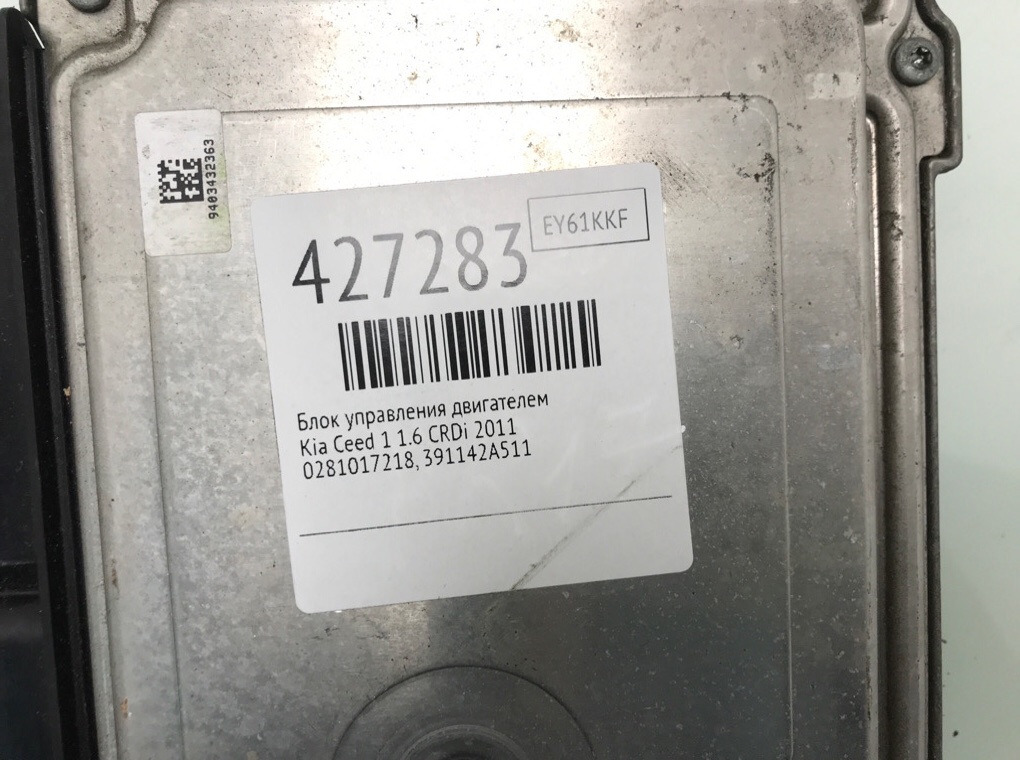 9403432363
427283
EY61KKF
Блок управления двигателем
Kia Ceed 1 1.6 CRDi 2011
0281017218, 391142A511